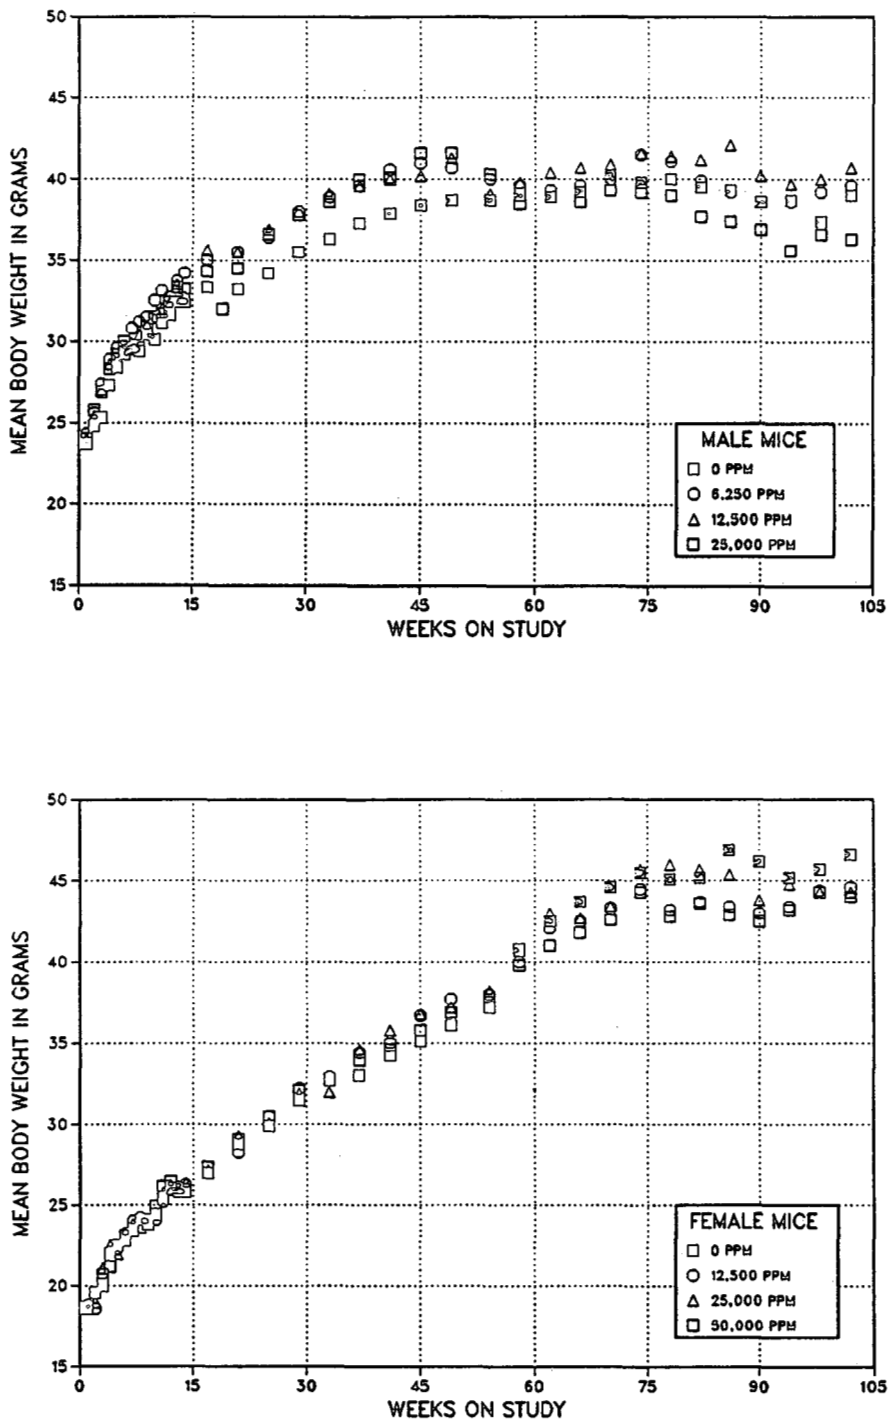 50
45
40
35
30
25
20
15
MEAN BODY WEIGHT IN GRAMS
MALE MICE
0 PPM
6,250 PPM
12,500 PPM
25,000 PPM
0 15 30 45 60 75 90 105
WEEKS ON STUDY
50
45
40
35
30
25
20
15
MEAN BODY WEIGHT IN GRAMS
FEMALE MICE
0 PPM
12,500 PPM
25,000 PPM
50,000 PPM
0 15 30 45 60 75 90 105
WEEKS ON STUDY